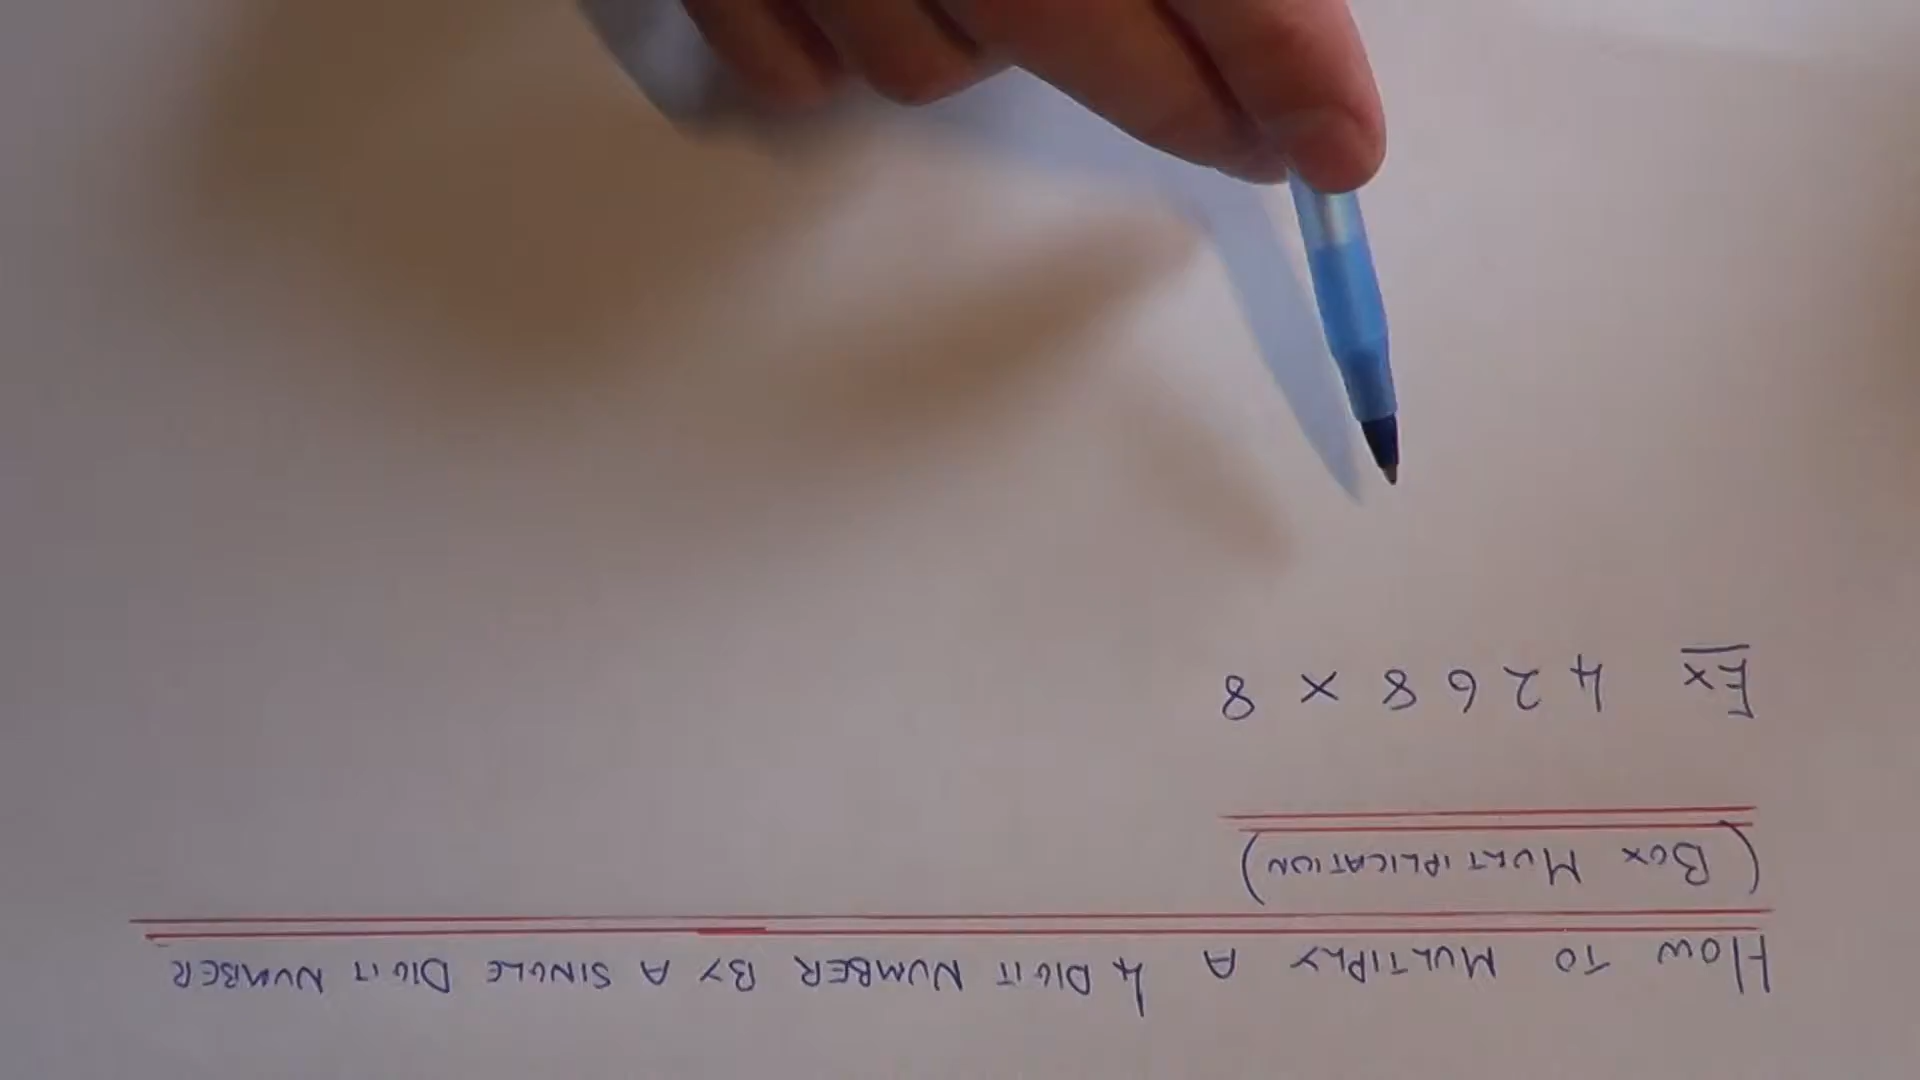 HOW TO MULTIPLY A 4 DIGIT NUMBER BY A SINGLE DIGIT NUMBER
(BOX MULTIPLICATION)
Ex 4268 × 8